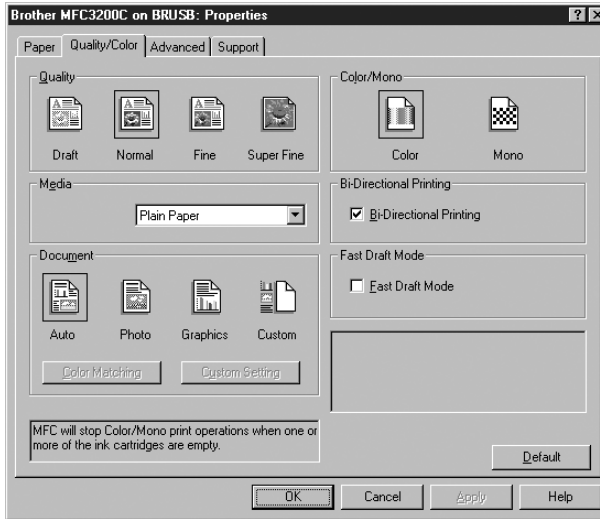 Brother MFC3200C on BRUSB: Properties
Paper Quality/Color Advanced Support
Quality
Draft Normal Fine Super Fine
Color/Mono
Color Mono
Media
Plain Paper
Bi-Directional Printing
Bi-Directional Printing
Document
Auto Photo Graphics Custom
Color Matching Custom Setting
Fast Draft Mode
Fast Draft Mode
MFC will stop Color/Mono print operations when one or
more of the ink cartridges are empty.
Default
OK Cancel Apply Help